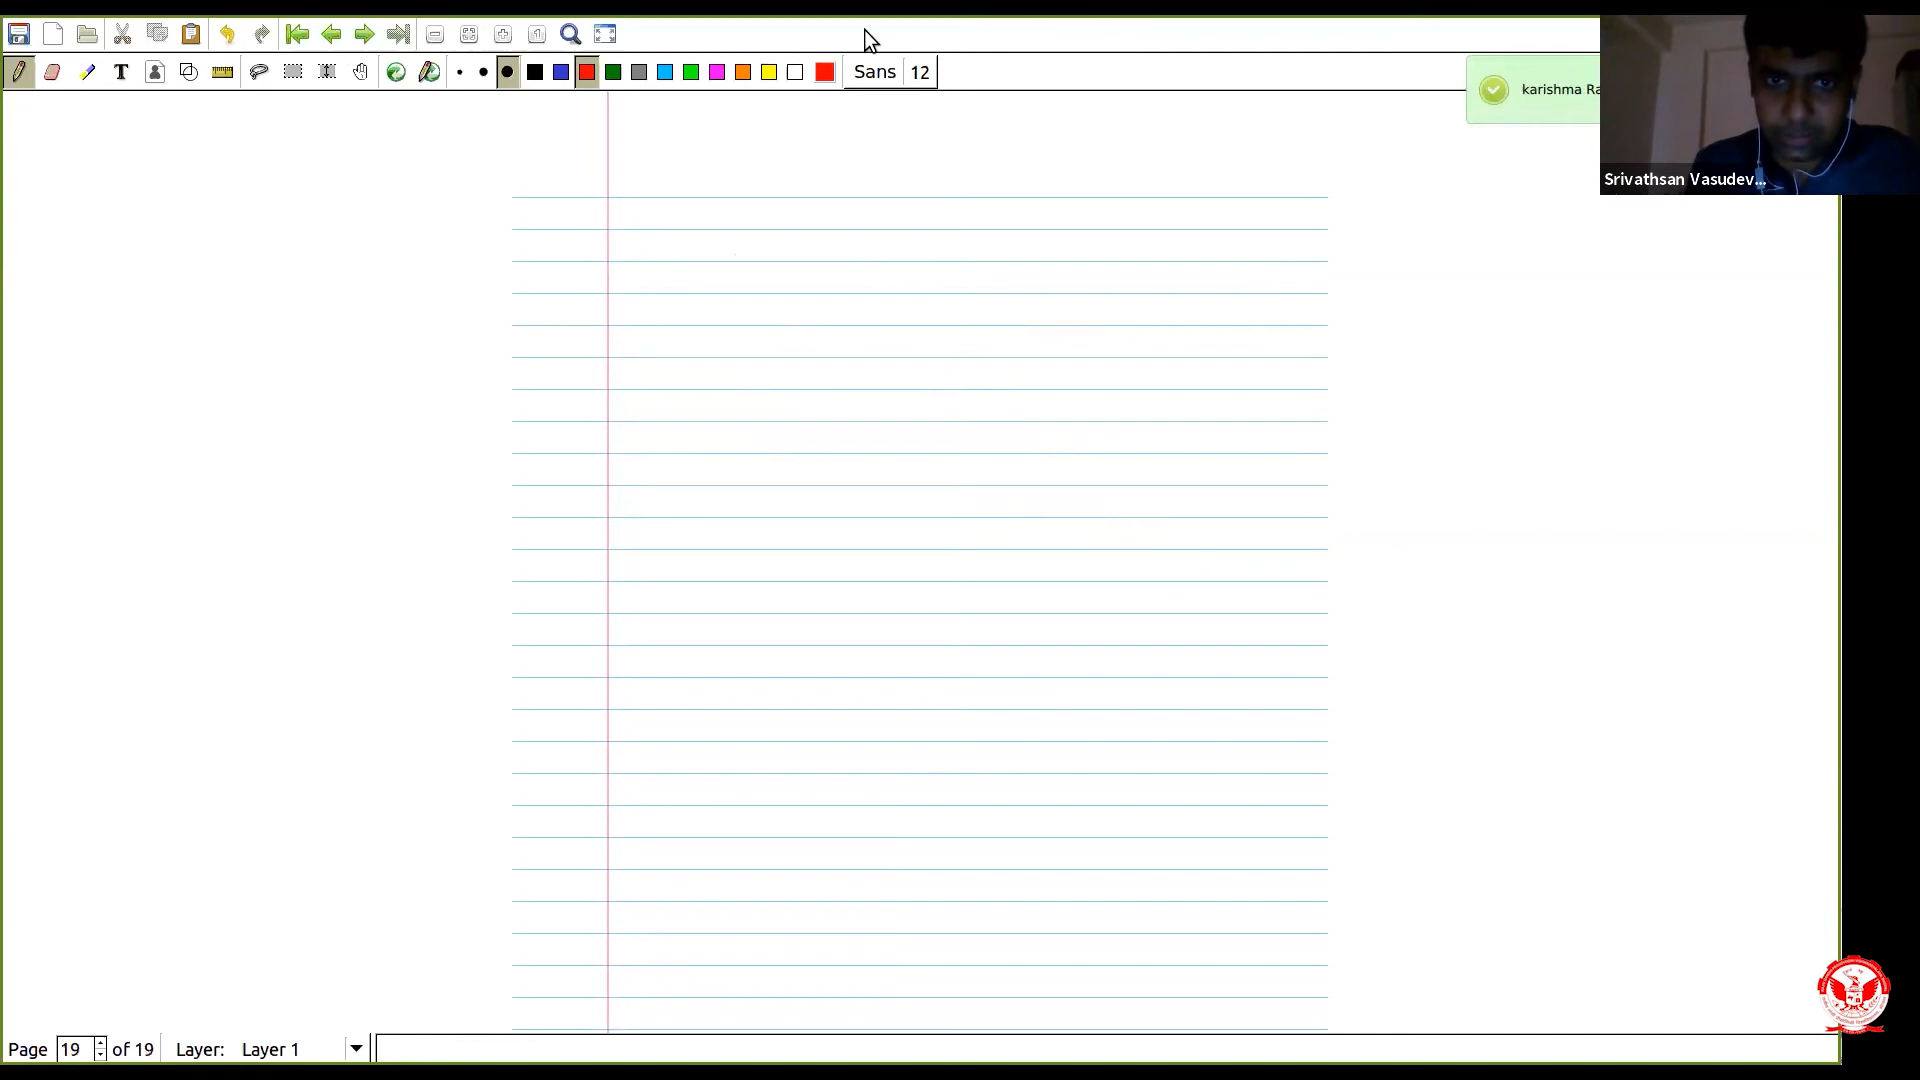 Sans 12
karishma Ra
Srivathsan Vasudev...
Page 19 of 19 Layer: Layer 1